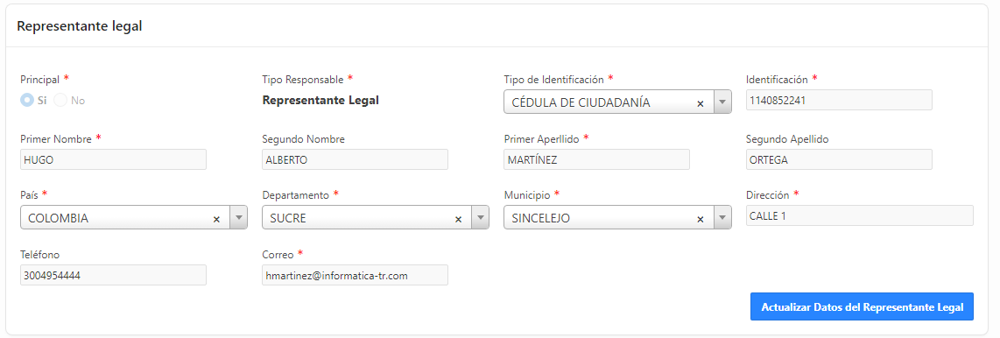 Representante legal
Principal *
Tipo Responsable *
Tipo de Identificación *
Identificación *
Si No
Representante Legal
CÉDULA DE CIUDADANÍA ×
1140852241
Primer Nombre *
Segundo Nombre
Primer Aperllido *
Segundo Apellido
HUGO
ALBERTO
MARTÍNEZ
ORTEGA
País *
Departamento *
Municipio *
Dirección *
COLOMBIA ×
SUCRE ×
SINCELEJO ×
CALLE 1
Teléfono
Correo *
3004954444
hmartinez@informatica-tr.com
Actualizar Datos del Representante Legal